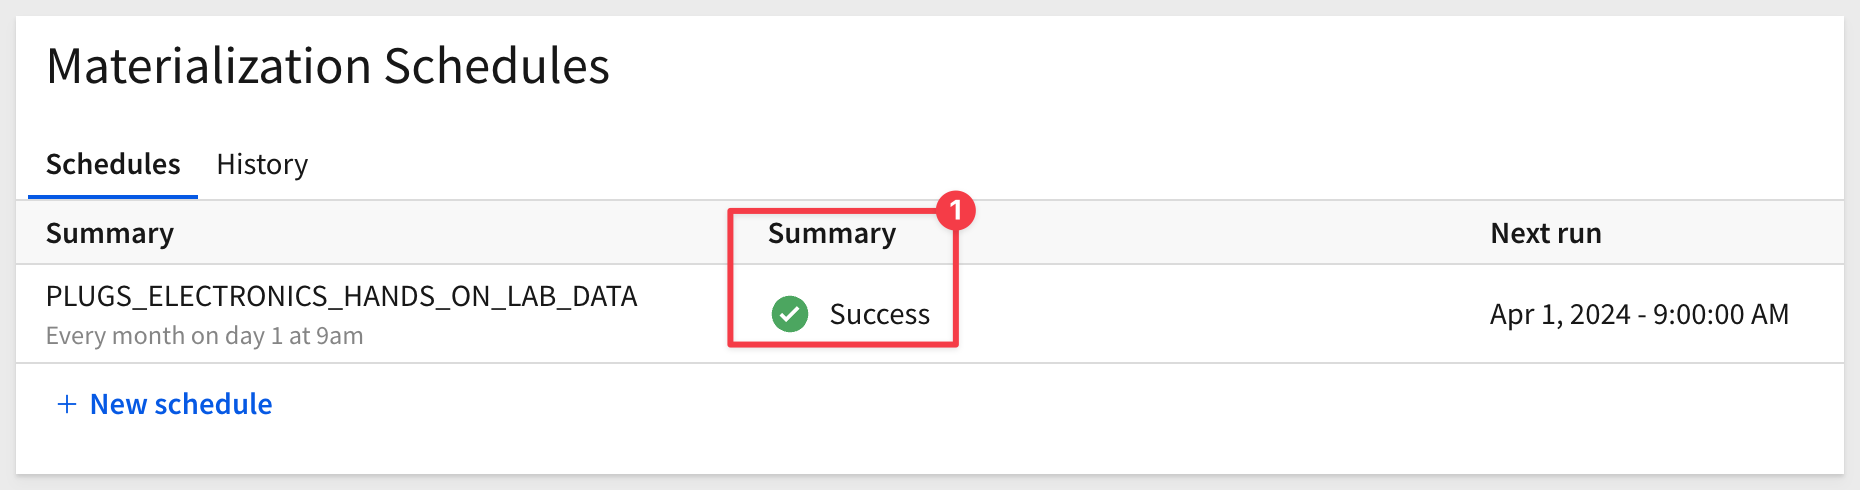 Materialization Schedules
Schedules History
1
Summary Summary Next run
PLUGS_ELECTRONICS_HANDS_ON_LAB_DATA
Every month on day 1 at 9am
Success
Apr 1, 2024 - 9:00:00 AM
+ New schedule